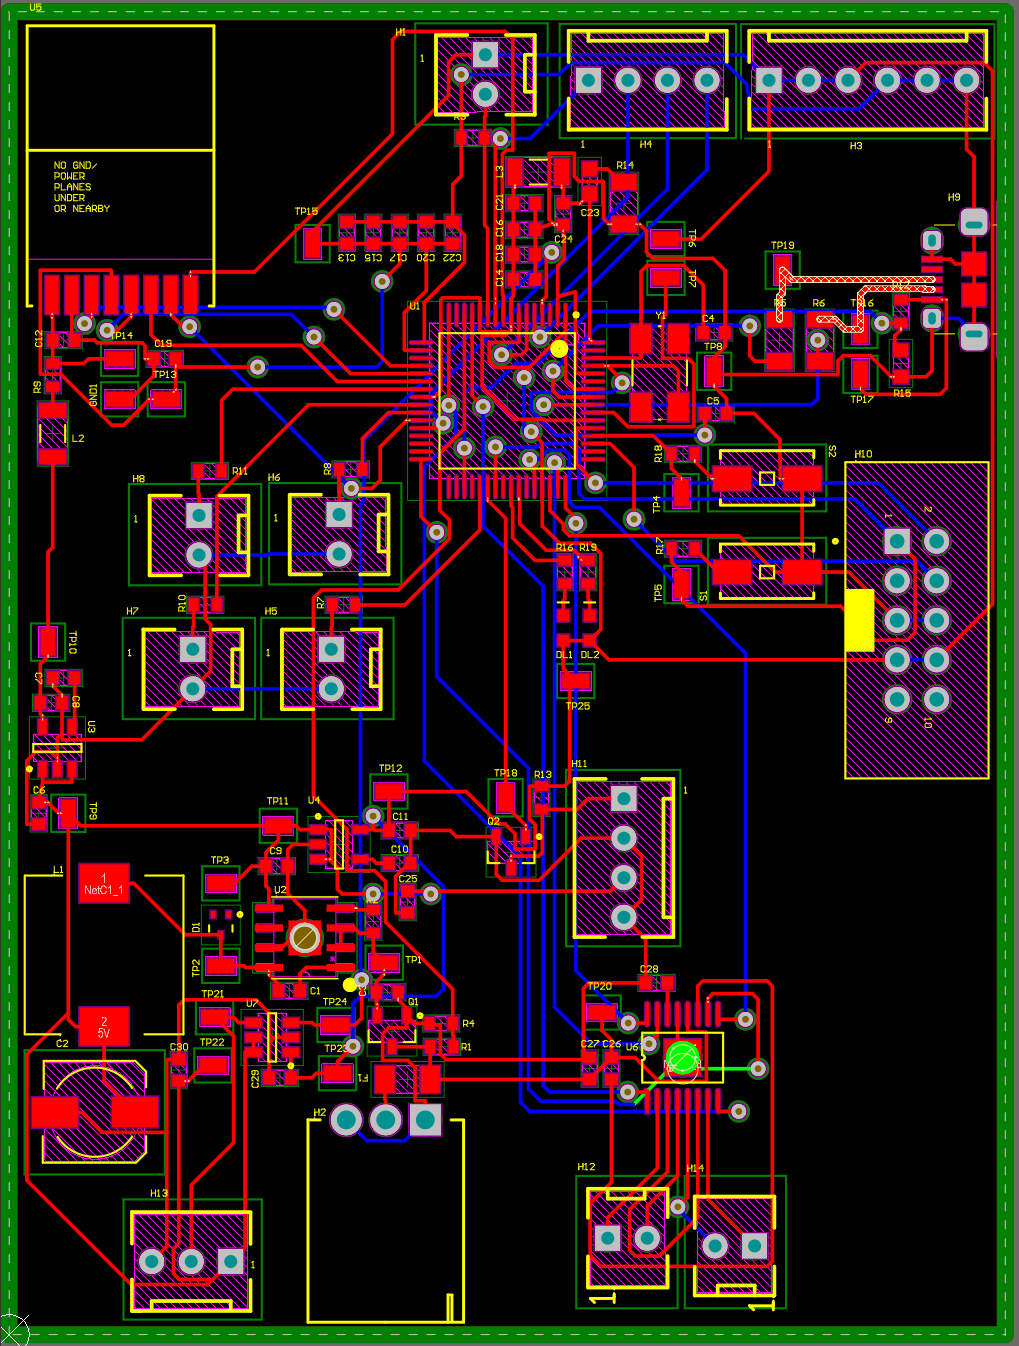 U5
H1
1
R3
1
H4
1
H3
NO GND/
POWER
PLANES
UNDER
OR NEARBY
L3
R14
H9
C21
C23
TP15
C16
C24
TP6
C13
C15
C17
C20
C22
C18
TP19
C14
TP7
U1
R5
R6
TP16
Y1
C4
C12
TP14
C19
TP8
R9
TP13
GND1
TP17
R15
C5
L2
R18
S2
H10
H8
R11
H6
R8
TP4
1
2
1
1
R16
R19
R17
TP5
S1
R10
R7
H7
H5
TP10
1
1
DL1
DL2
C7
C8
TP25
9
10
U3
H11
TP12
TP18
R13
1
C6
TP9
TP11
U4
C11
Q2
C9
C10
L1
TP3
1
NetC1_1
U2
C25
D1
TP2
TP1
C28
C1
TP21
U7
TP24
Q1
TP20
2
5V
R4
C2
C30
TP22
TP23
R1
C27
C26
U6
C29
F1
H2
H12
H14
H13
1
1
1